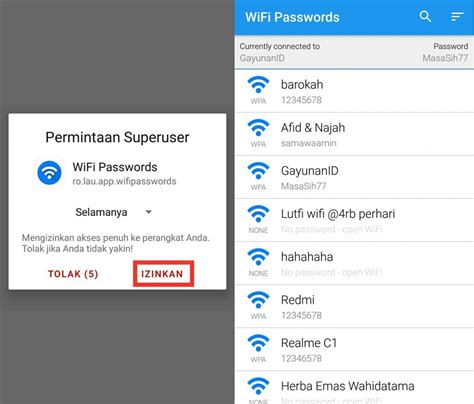 Permintaan Superuser
WiFi Passwords
ro.lau.app.wifipasswords
Selamanya
Mengizinkan akses penuh ke perangkat Anda.
Tolak jika Anda tidak yakin!
TOLAK (5)
IZINKAN
WiFi Passwords
Currently connected to
Password
GayunanID
MasaSih77
barokah
WPA
12345678
Afid & Najah
WPA
samawaamin
GayunanID
WPA
MasaSih77
Lutfi wifi @4rb perhari
NONE
No password - open WiFi
hahahaha
NONE
No password - open WiFi
Redmi
WPA
12345678
Realme C1
WPA
12345678
Herba Emas Wahidatama
NONE
No password - open WiFi